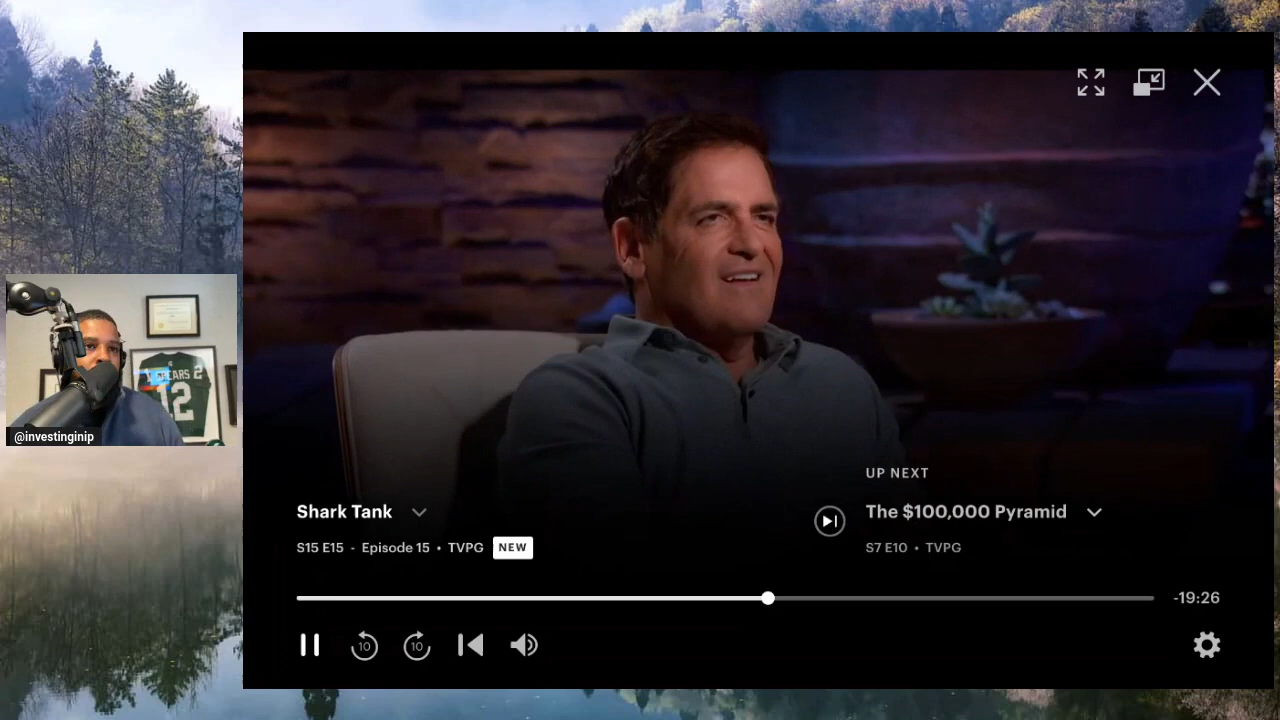 @investinginip
12
UP NEXT
Shark Tank
The $100,000 Pyramid
S15 E15 - Episode 15 • TVPG NEW
S7 E10 • TVPG
-19:26
10
10